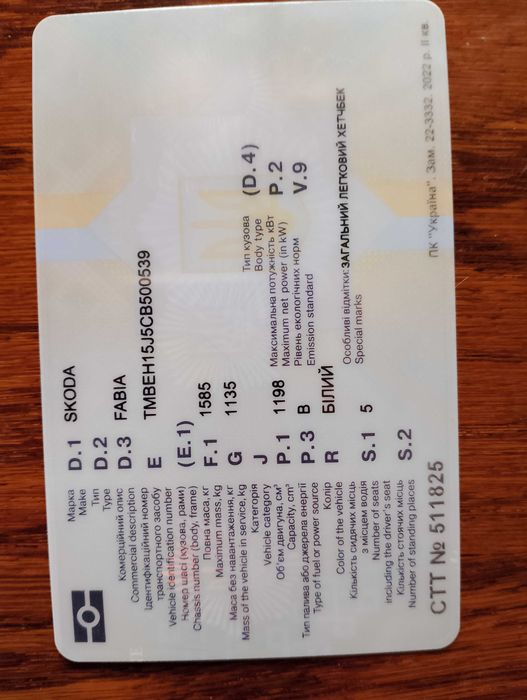 Марка D.1 SKODA
Make
Тип D.2
Type
Комерційний опис D.3 FABIA
Commercial description
Ідентифікаційний номер E TMBEH15J5CB500539
транспортного засобу
Vehicle identification number
Номер шасі (кузова, рами) (E.1)
Chassis number (body, frame)
Повна маса, кг F.1 1585
Maximum mass, kg
Маса без навантаження, кг G 1135
Mass of the vehicle in service, kg
Категорія J Тип кузова (D.4)
Vehicle category Body type
Об'єм двигуна, см³ P.1 1198 Максимальна потужність кВт P.2
Capacity, cm³ Maximum net power (in kW)
Тип палива або джерела енергії P.3 B Рівень екологічних норм V.9
Type of fuel or power source Emission standard
Колір R БІЛИЙ
Color of the vehicle
Кількість сидячих місць S.1 5 Особливі відмітки: ЗАГАЛЬНИЙ ЛЕГКОВИЙ ХЕТЧБЕК
з місцем водія Special marks
Number of seats
including the driver's seat
Кількість стоячих місць S.2
Number of standing places
СТТ № 511825
ПК "Україна". Зам. 22-3332. 2022 р. ІІ кв.